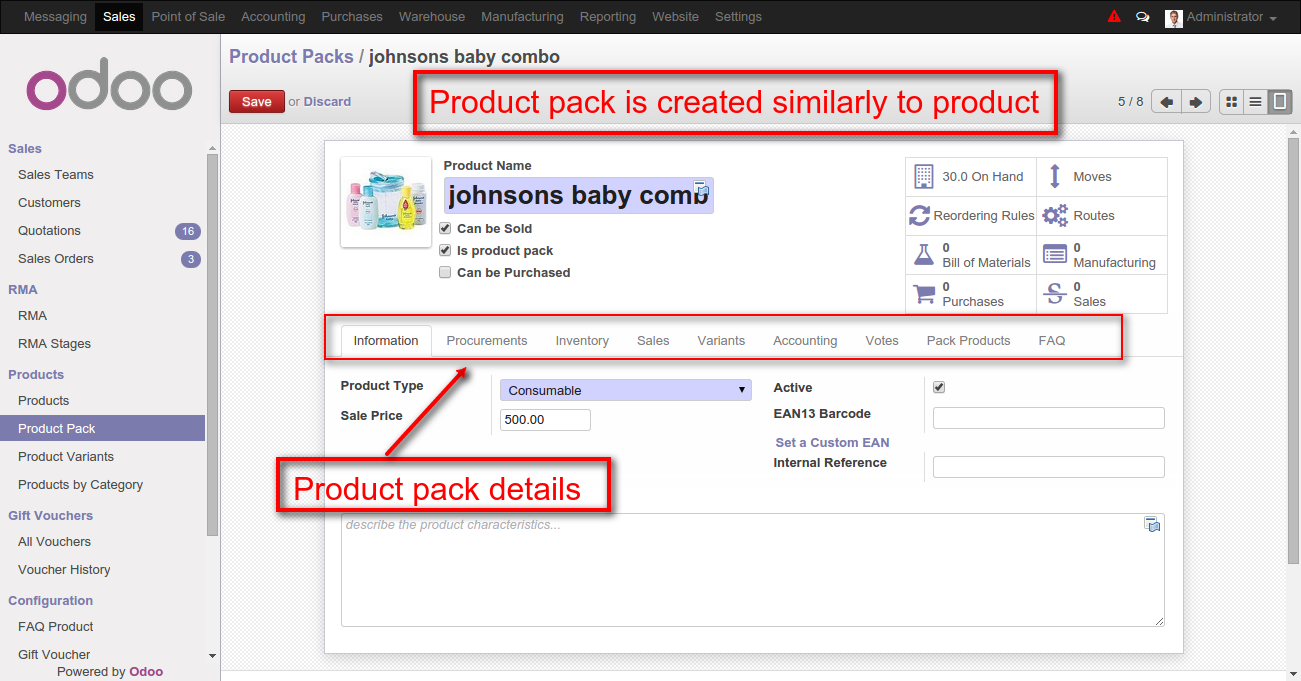 Messaging Sales Point of Sale Accounting Purchases Warehouse Manufacturing Reporting Website Settings Administrator
odoo
Sales
Sales Teams
Customers
Quotations 16
Sales Orders 3
RMA
RMA
RMA Stages
Products
Products
Product Pack
Product Variants
Products by Category
Gift Vouchers
All Vouchers
Voucher History
Configuration
FAQ Product
Gift Voucher
Powered by Odoo
Product Packs / johnsons baby combo
Save or Discard
Product pack is created similarly to product
5 / 8
Product Name
johnsons baby combo
Can be Sold
Is product pack
Can be Purchased
30.0 On Hand Moves
Reordering Rules Routes
0 Bill of Materials 0 Manufacturing
0 Purchases 0 Sales
Information Procurements Inventory Sales Variants Accounting Votes Pack Products FAQ
Product Type Consumable
Sale Price 500.00
Active
EAN13 Barcode
Set a Custom EAN
Internal Reference
Product pack details
describe the product characteristics...